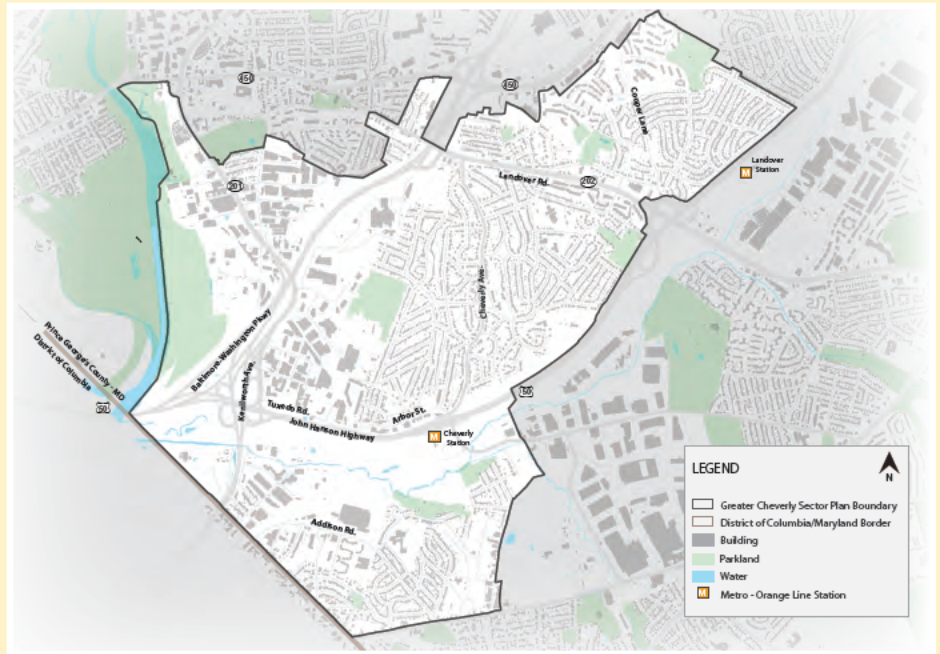 454
450
Cooper Lane
Landover
Station
M
Landover Rd.
202
201
Cheverly Ave.
Baltimore-Washington Pkwy
Prince George's County - MD
District of Columbia
Kenilworth Ave.
50
50
Tuxedo Rd.
Arbor St.
John Hanson Highway
M
Cheverly
Station
Addison Rd.
LEGEND
N
Greater Cheverly Sector Plan Boundary
District of Columbia/Maryland Border
Building
Parkland
Water
M Metro - Orange Line Station